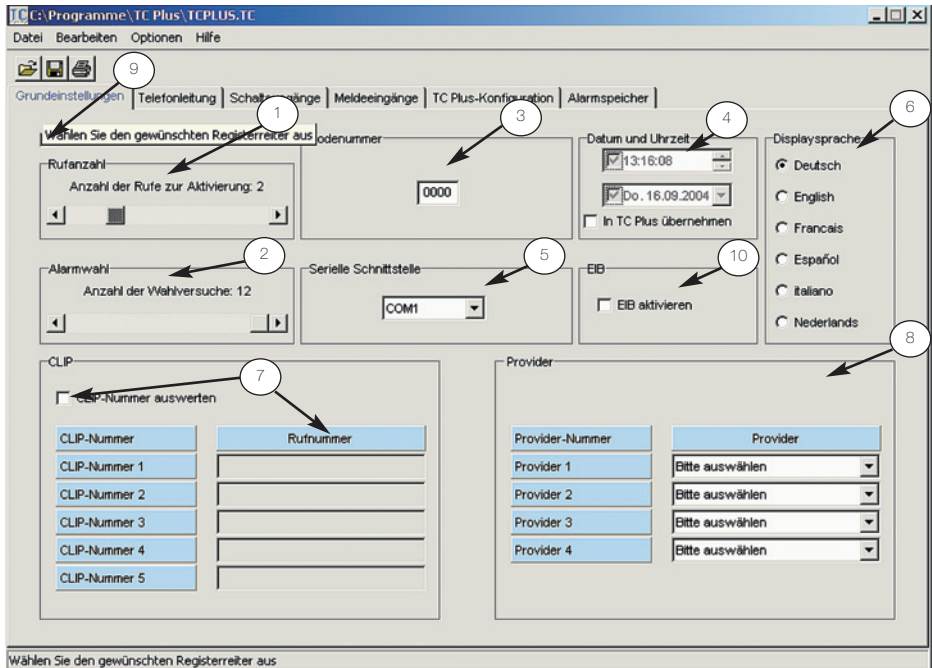 C:\Programme\TC Plus\TCPLUS.TC
Datei Bearbeiten Optionen Hilfe
9
Grundeinstellungen Telefonleitung Meldeeingänge TC Plus-Konfiguration Alarmspeicher
Wählen Sie den gewünschten Registerreiter aus
1
3
4
6
Codenummer
Datum und Uhrzeit
Displaysprache
Rufanzahl
Anzahl der Rufe zur Aktivierung: 2
0000
13:16:08
Do. 16.09.2004
In TC Plus übernehmen
Deutsch
English
Francais
Español
italiano
Nederlands
2
5
10
Alarmwahl
Anzahl der Wahlversuche: 12
Serielle Schnittstelle
COM1
EIB
EIB aktivieren
8
CLIP
7
CLIP-Nummer auswerten
CLIP-Nummer Rufnummer
CLIP-Nummer 1
CLIP-Nummer 2
CLIP-Nummer 3
CLIP-Nummer 4
CLIP-Nummer 5
Provider
Provider-Nummer Provider
Provider 1 Bitte auswählen
Provider 2 Bitte auswählen
Provider 3 Bitte auswählen
Provider 4 Bitte auswählen
Wählen Sie den gewünschten Registerreiter aus